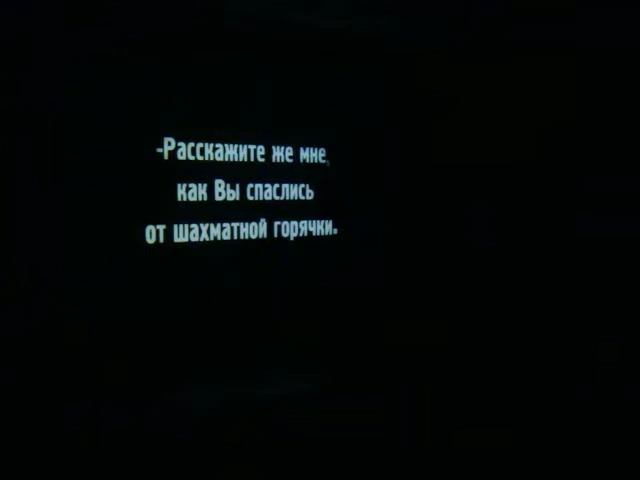 -Расскажите же мне,
как Вы спаслись
от шахматной горячки.